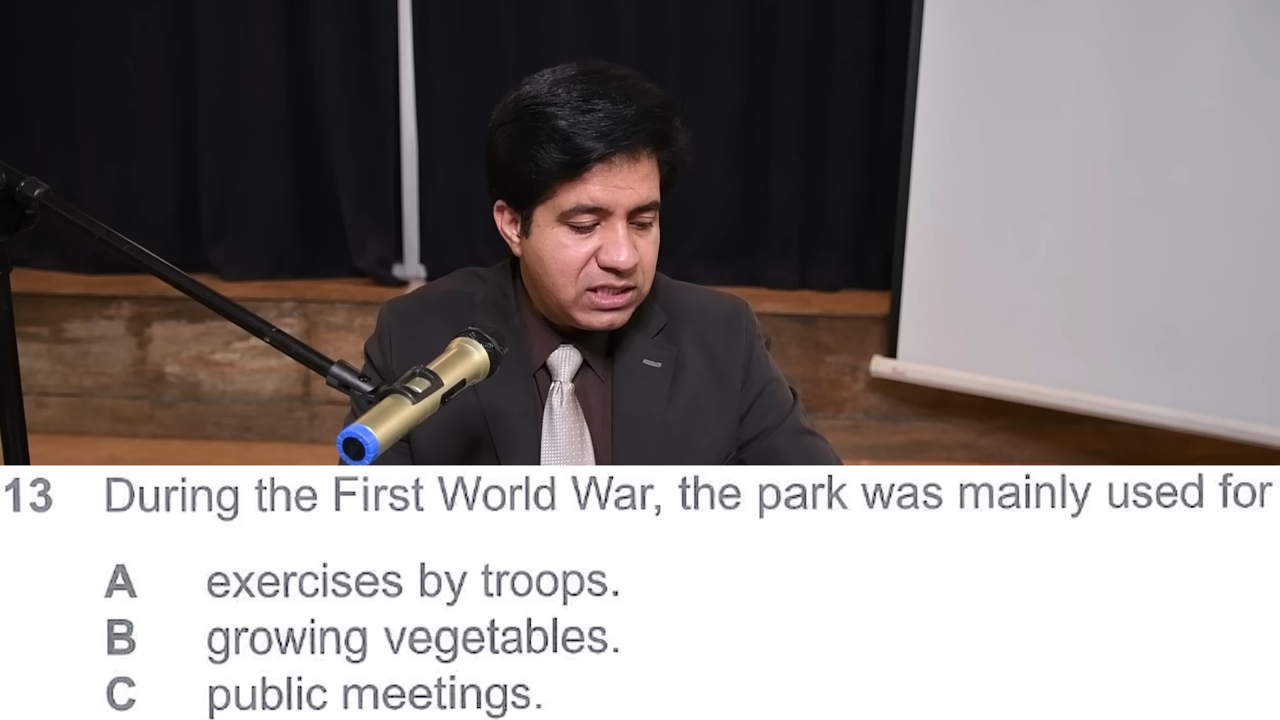 13 During the First World War, the park was mainly used for
A exercises by troops.
B growing vegetables.
C public meetings.